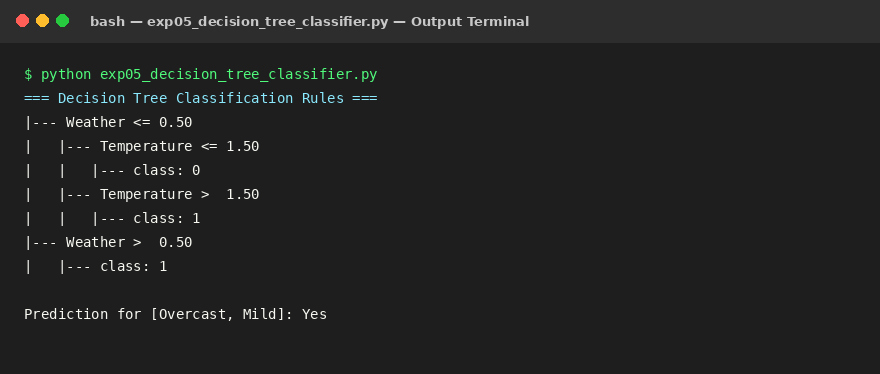 bash — exp05_decision_tree_classifier.py — Output Terminal
$ python exp05_decision_tree_classifier.py
=== Decision Tree Classification Rules ===
|--- Weather <= 0.50
|   |--- Temperature <= 1.50
|   |   |--- class: 0
|   |--- Temperature >  1.50
|   |   |--- class: 1
|--- Weather >  0.50
|   |--- class: 1
Prediction for [Overcast, Mild]: Yes